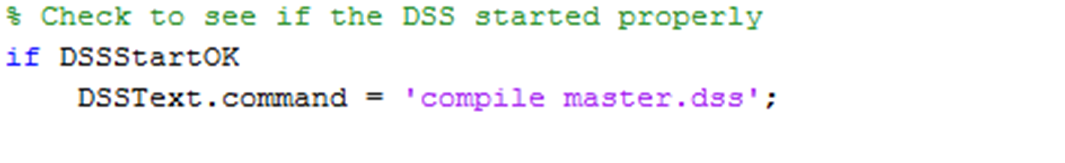 % Check to see if the DSS started properly
if DSSStartOK
    DSSText.command = 'compile master.dss';